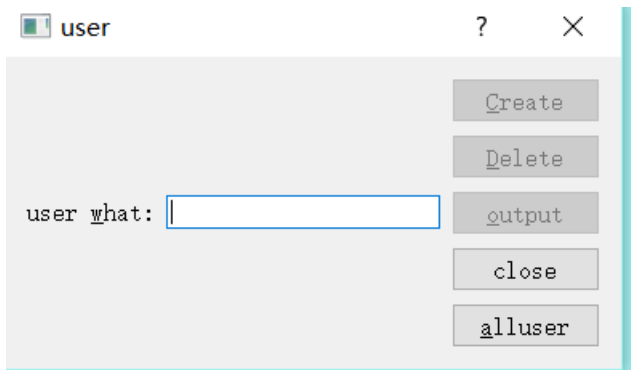 user
?
Create
Delete
user what:
output
close
alluser